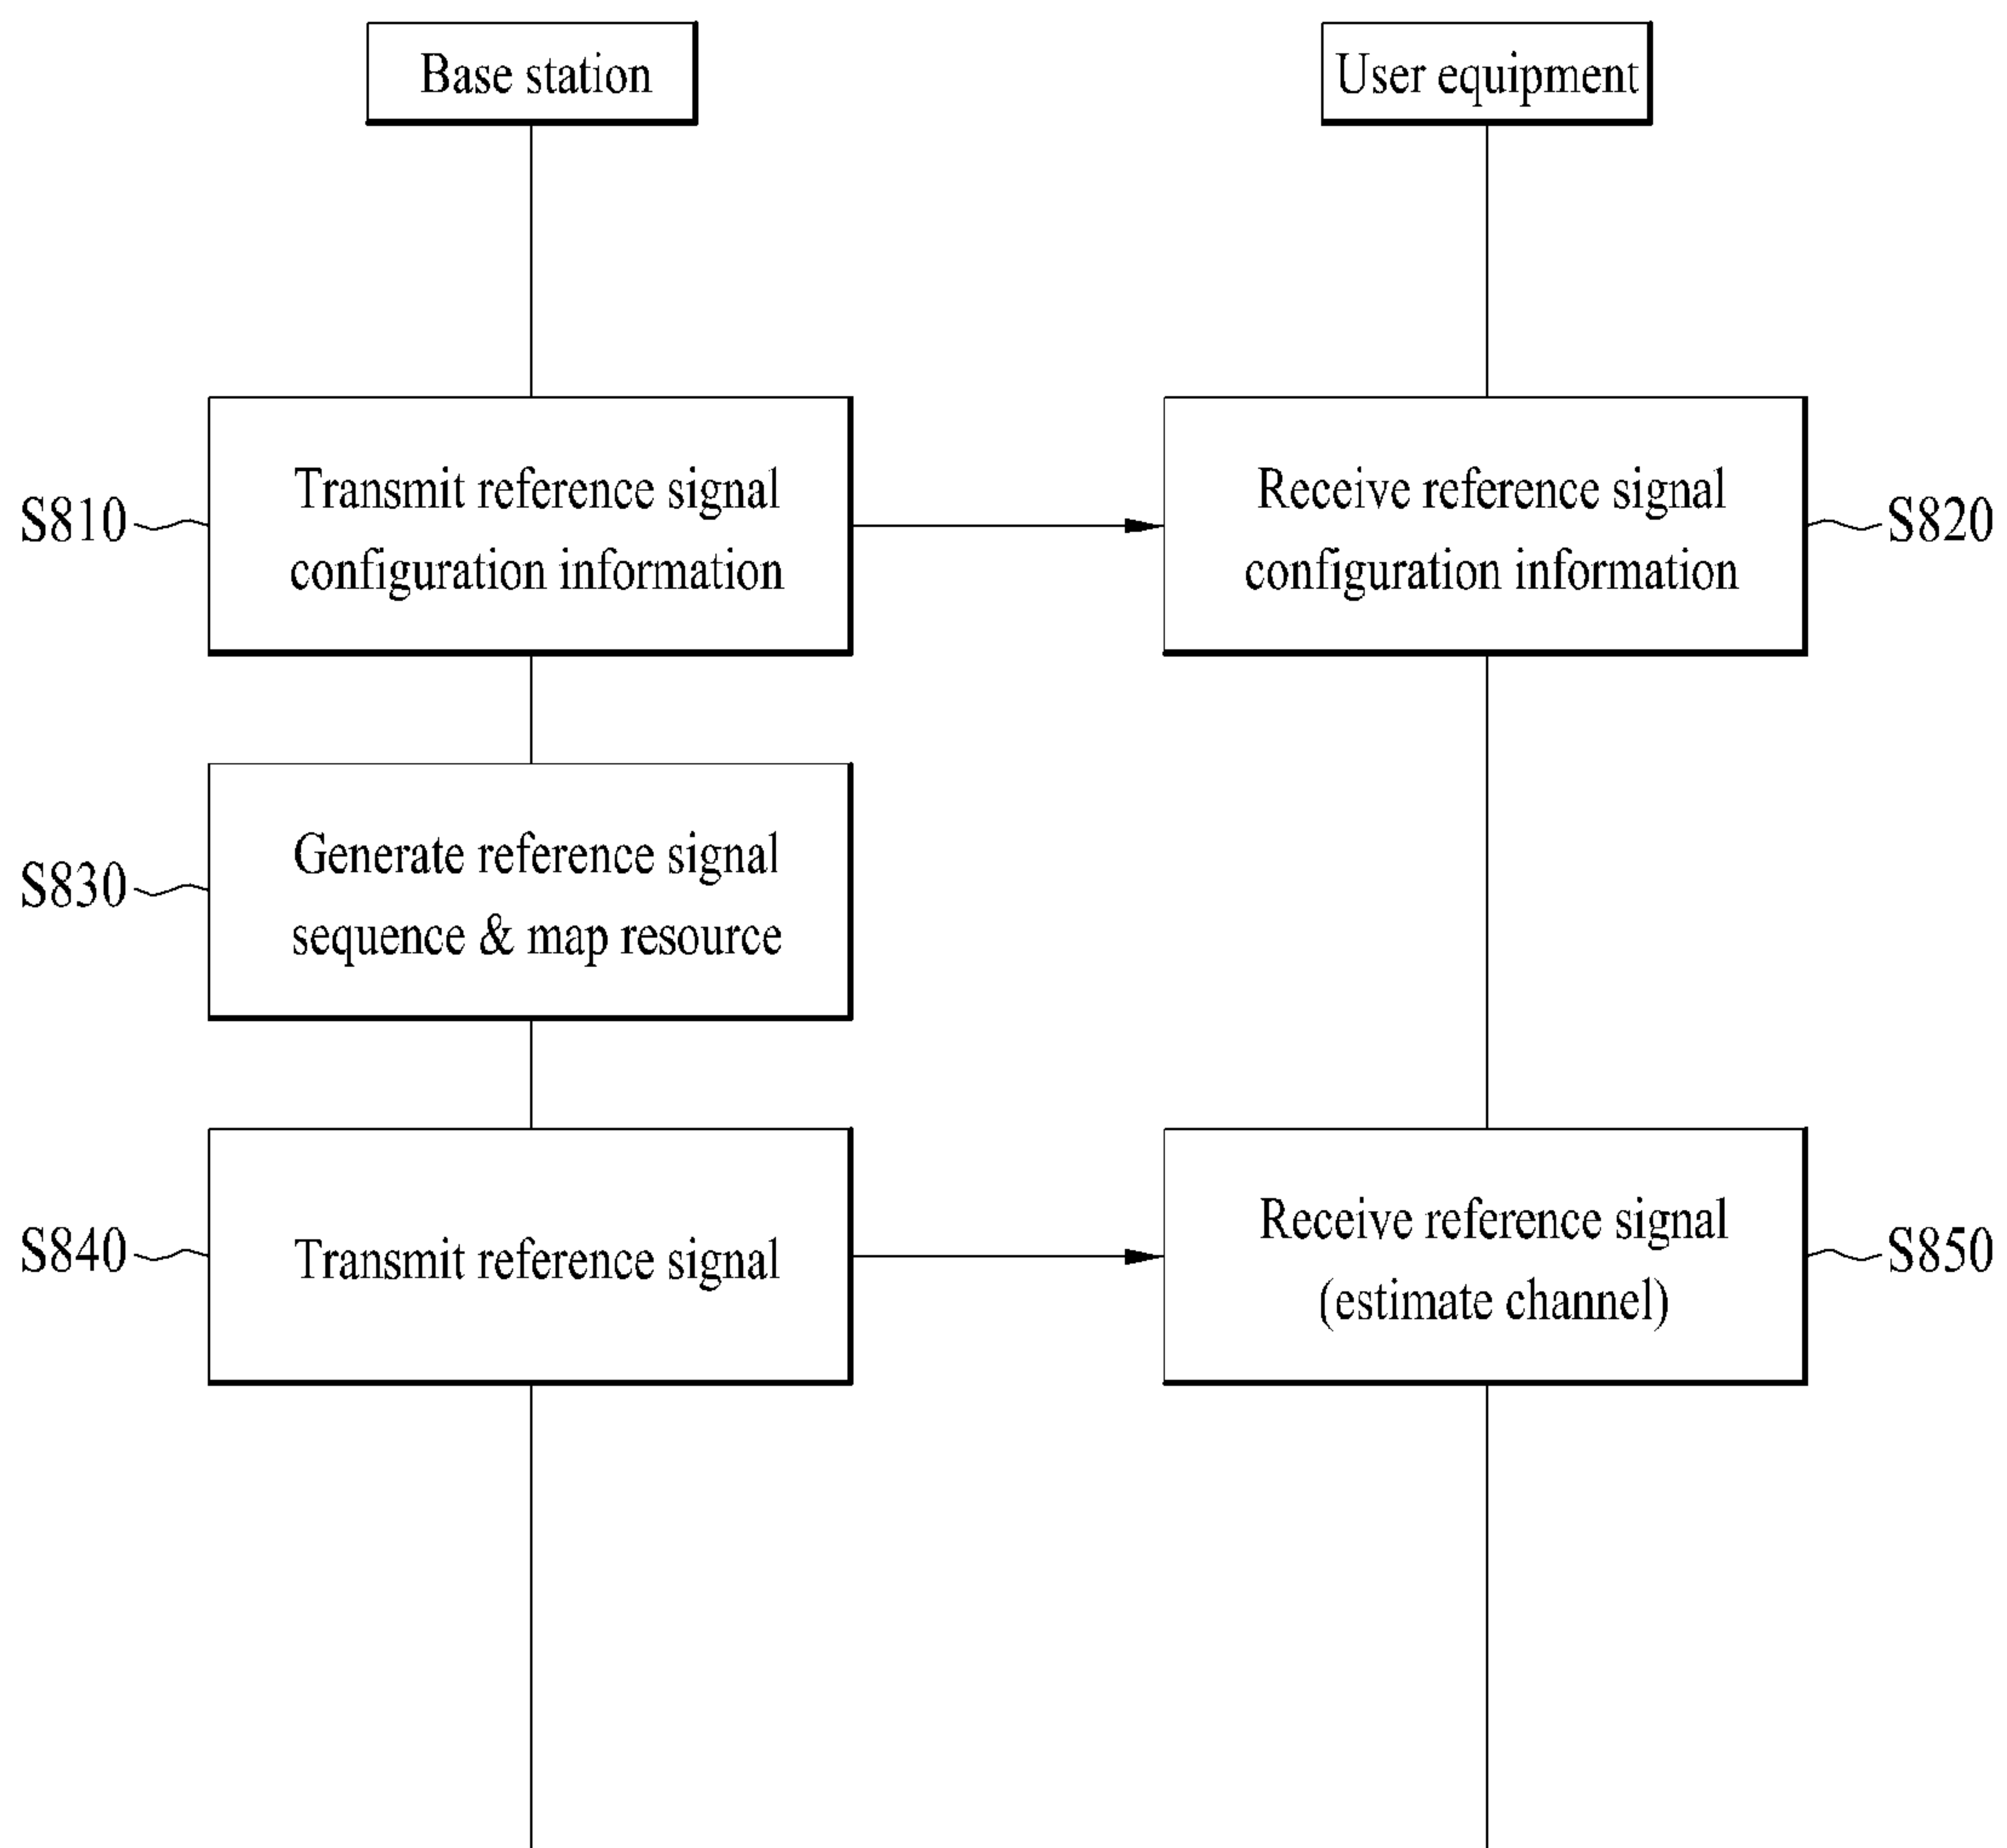 Base station
User equipment
S810
Transmit reference signal
configuration information
Receive reference signal
configuration information
S820
S830
Generate reference signal
sequence & map resource
S840
Transmit reference signal
Receive reference signal
(estimate channel)
S850